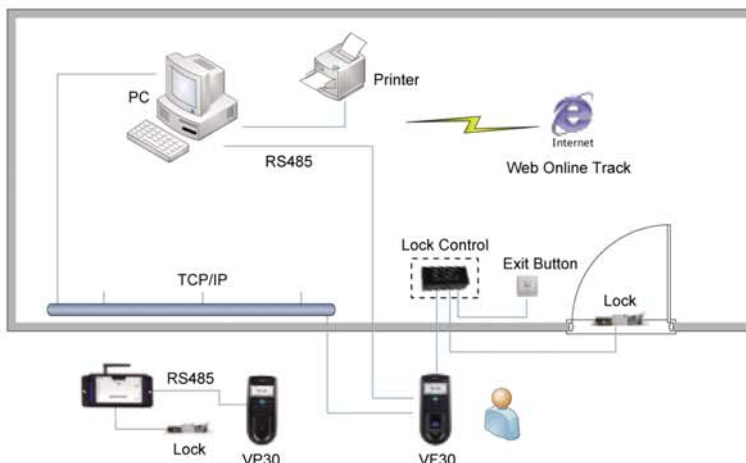 Printer
PC
Internet
RS485
Web Online Track
Lock Control
Exit Button
TCP/IP
Lock
RS485
Lock
VP30
VF30